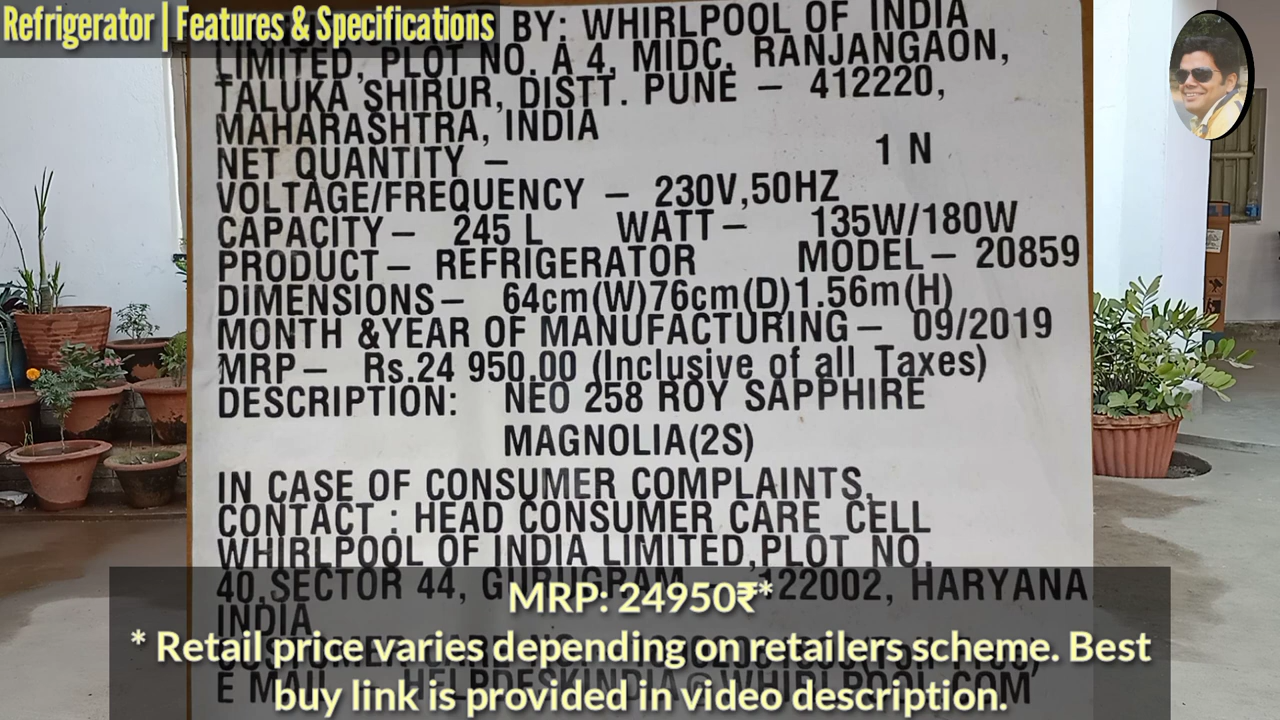 Refrigerator | Features & Specifications
BY: WHIRLPOOL OF INDIA
LIMITED, PLOT NO. A 4, MIDC, RANJANGAON,
TALUKA SHIRUR, DISTT. PUNE – 412220,
MAHARASHTRA, INDIA
NET QUANTITY – 1 N
VOLTAGE/FREQUENCY – 230V,50HZ
CAPACITY – 245 L WATT – 135W/180W
PRODUCT – REFRIGERATOR MODEL – 20859
DIMENSIONS – 64cm(W)76cm(D)1.56m(H)
MONTH &YEAR OF MANUFACTURING – 09/2019
MRP – Rs.24 950.00 (Inclusive of all Taxes)
DESCRIPTION: NEO 258 ROY SAPPHIRE
MAGNOLIA(2S)
IN CASE OF CONSUMER COMPLAINTS,
CONTACT : HEAD CONSUMER CARE CELL
WHIRLPOOL OF INDIA LIMITED,PLOT NO.
40,SECTOR 44, GURUGRAM 122002, HARYANA
INDIA
E MAIL HELPDESKINDIA@WHIRLPOOL.COM
MRP: 24950₹*
* Retail price varies depending on retailers scheme. Best
buy link is provided in video description.